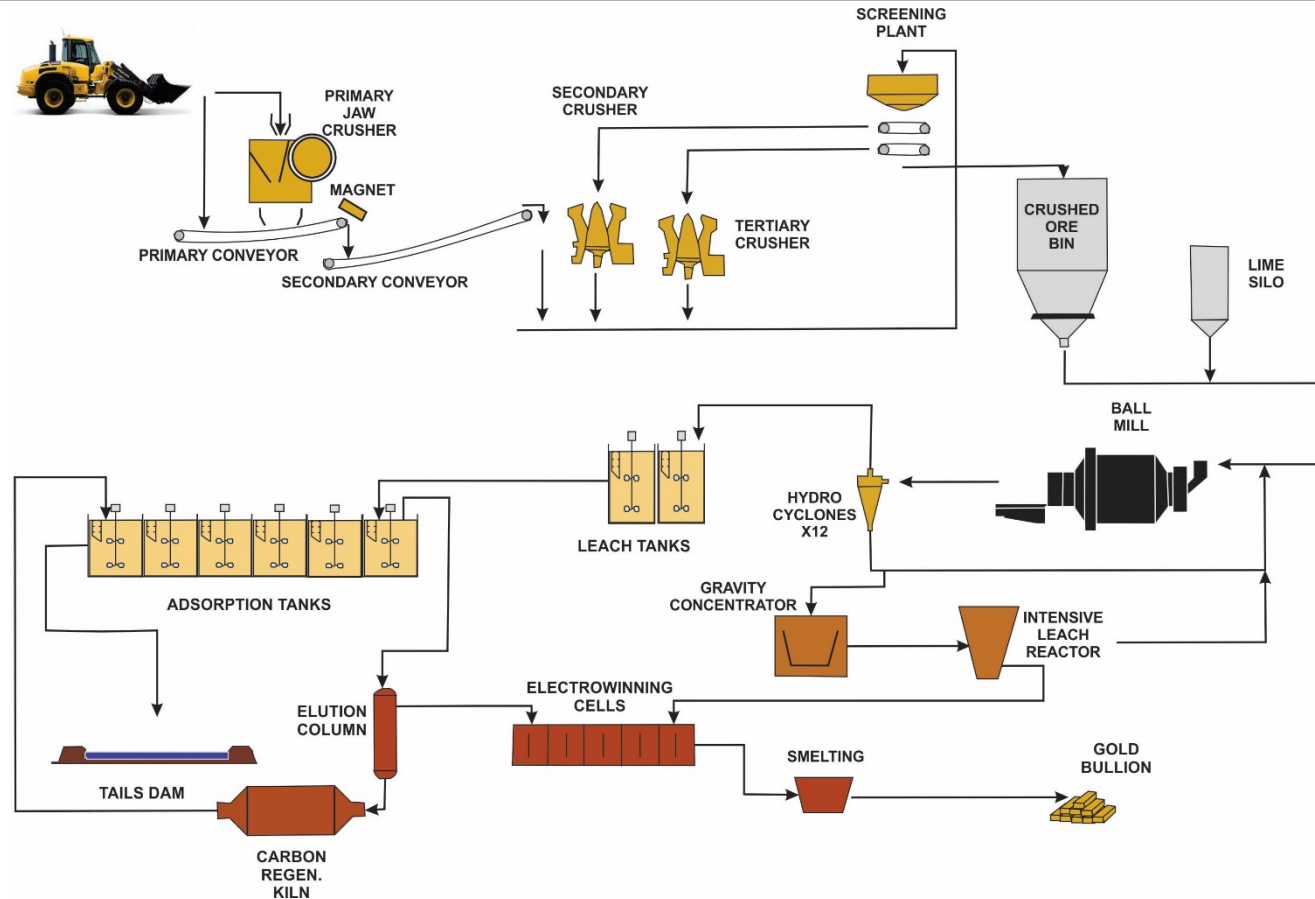 SCREENING
PLANT
PRIMARY
JAW
CRUSHER
SECONDARY
CRUSHER
MAGNET
TERTIARY
CRUSHER
CRUSHED
ORE
BIN
PRIMARY CONVEYOR
SECONDARY CONVEYOR
LIME
SILO
BALL
MILL
HYDRO
CYCLONES
X12
LEACH TANKS
ADSORPTION TANKS
GRAVITY
CONCENTRATOR
INTENSIVE
LEACH
REACTOR
ELUTION
COLUMN
ELECTROWINNING
CELLS
SMELTING
GOLD
BULLION
TAILS DAM
CARBON
REGEN.
KILN